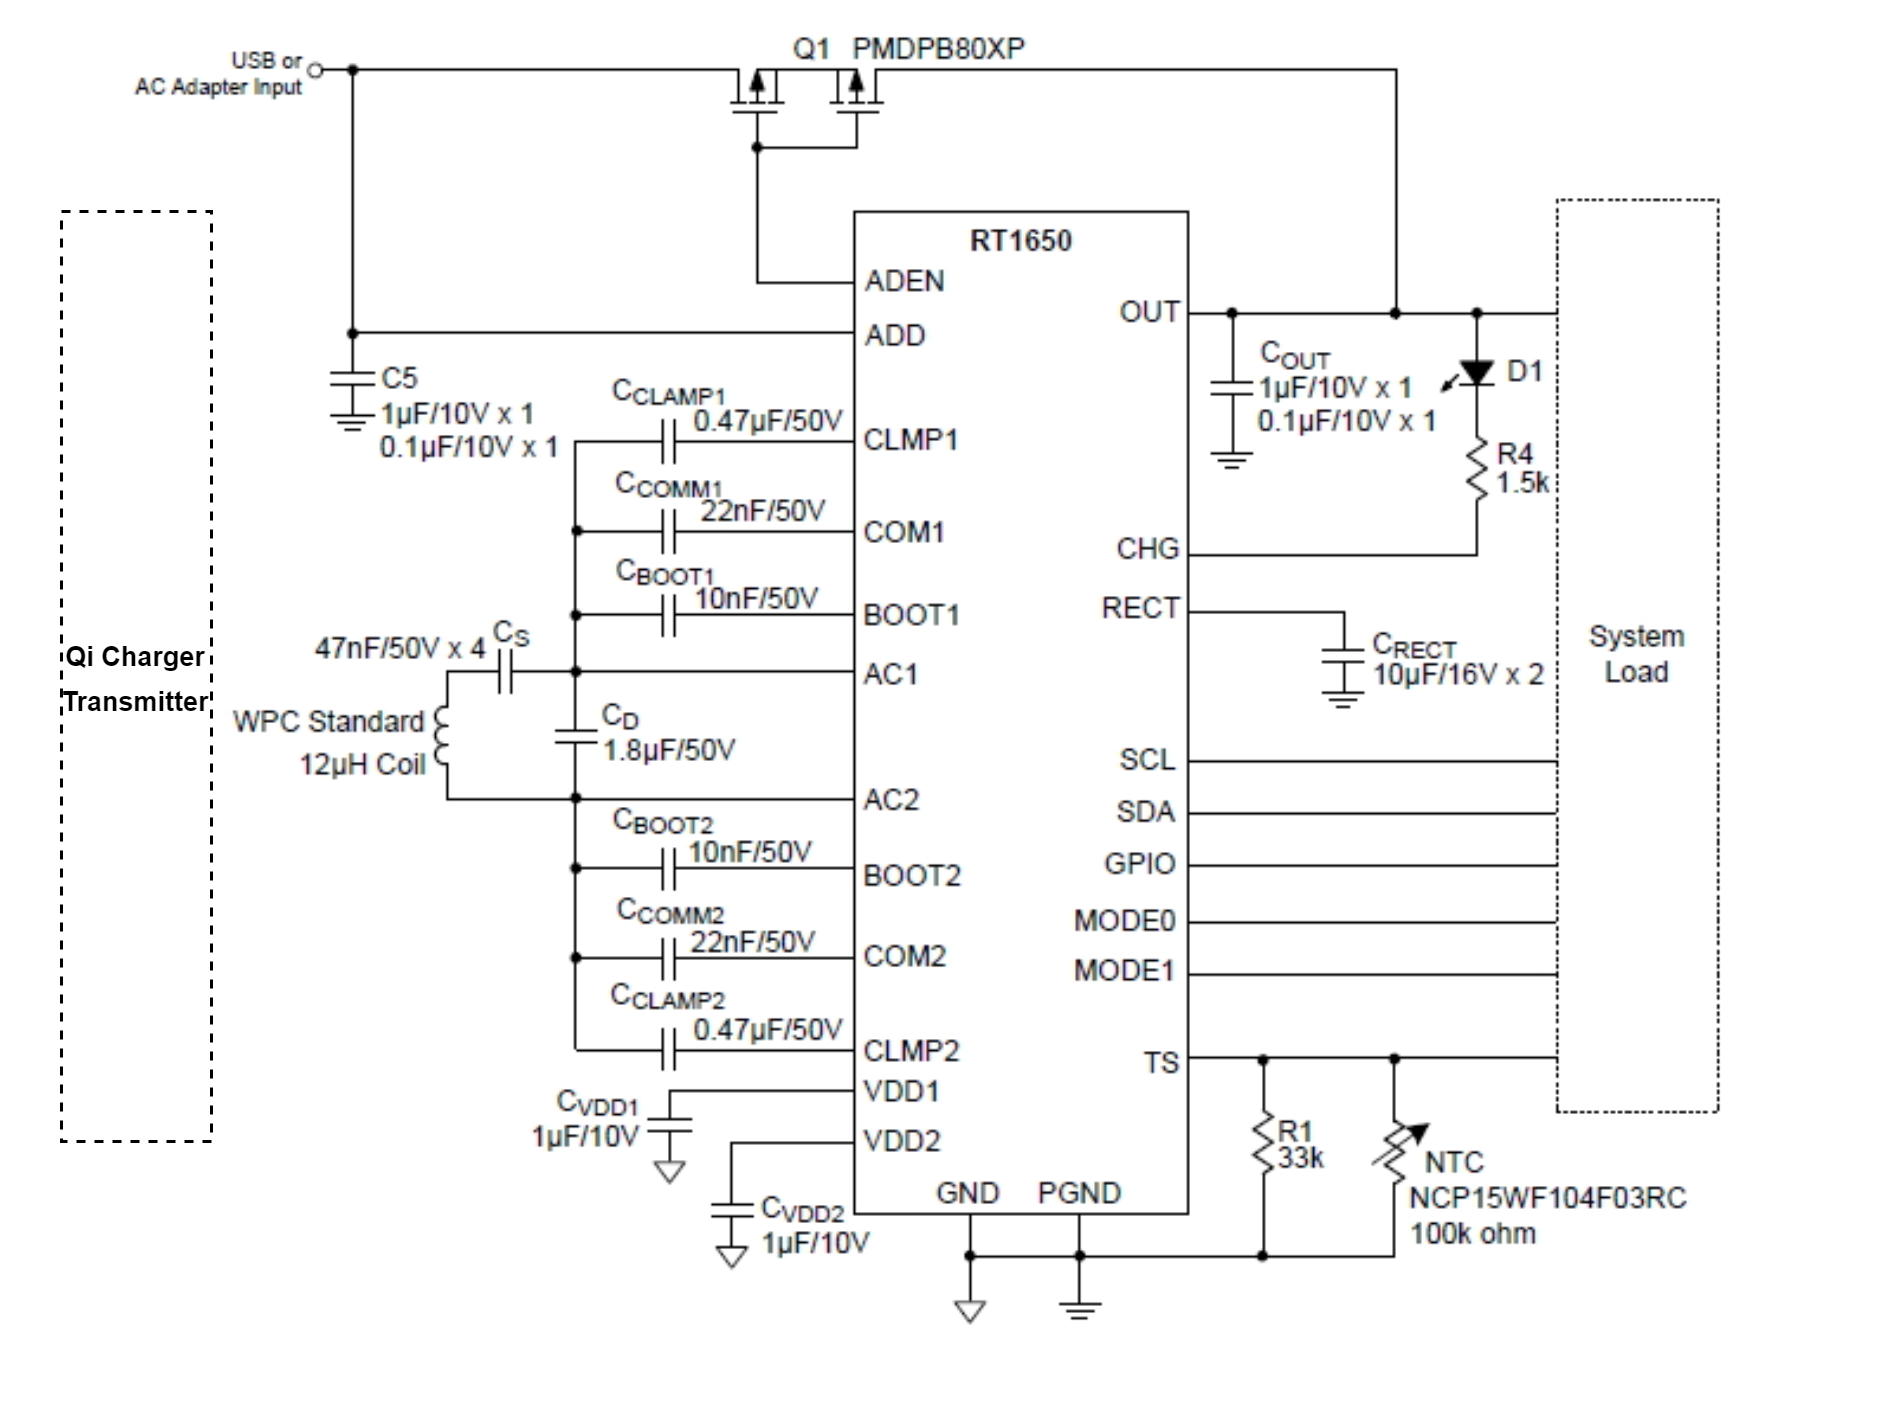 Q1 PMDPB80XP
USB or
AC Adapter Input
RT1650
ADEN
ADD
OUT
C5
1µF/10V x 1
0.1µF/10V x 1
CCLAMP1
0.47µF/50V
CLMP1
COUT
1µF/10V x 1
0.1µF/10V x 1
D1
R4
1.5k
CCOMM1
22nF/50V
COM1
CHG
CBOOT1
10nF/50V
BOOT1
RECT
CRECT
10µF/16V x 2
System
Load
Qi Charger
Transmitter
47nF/50V x 4
CS
AC1
WPC Standard
12µH Coil
CD
1.8µF/50V
AC2
SCL
SDA
GPIO
MODE0
MODE1
TS
CBOOT2
10nF/50V
BOOT2
CCOMM2
22nF/50V
COM2
CCLAMP2
0.47µF/50V
CLMP2
CVDD1
1µF/10V
VDD1
VDD2
CVDD2
1µF/10V
GND PGND
R1
33k
NTC
NCP15WF104F03RC
100k ohm